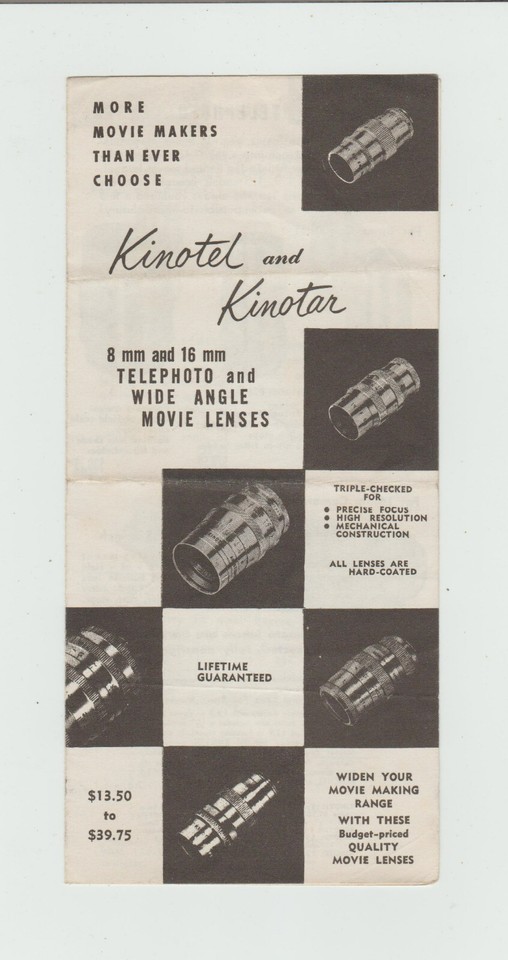 MORE
MOVIE MAKERS
THAN EVER
CHOOSE
Kinotel and
Kinotar
8 mm and 16 mm
TELEPHOTO and
WIDE ANGLE
MOVIE LENSES
TRIPLE-CHECKED
FOR
● PRECISE FOCUS
● HIGH RESOLUTION
● MECHANICAL
CONSTRUCTION
ALL LENSES ARE
HARD-COATED
LIFETIME
GUARANTEED
$13.50
to
$39.75
WIDEN YOUR
MOVIE MAKING
RANGE
WITH THESE
Budget-priced
QUALITY
MOVIE LENSES